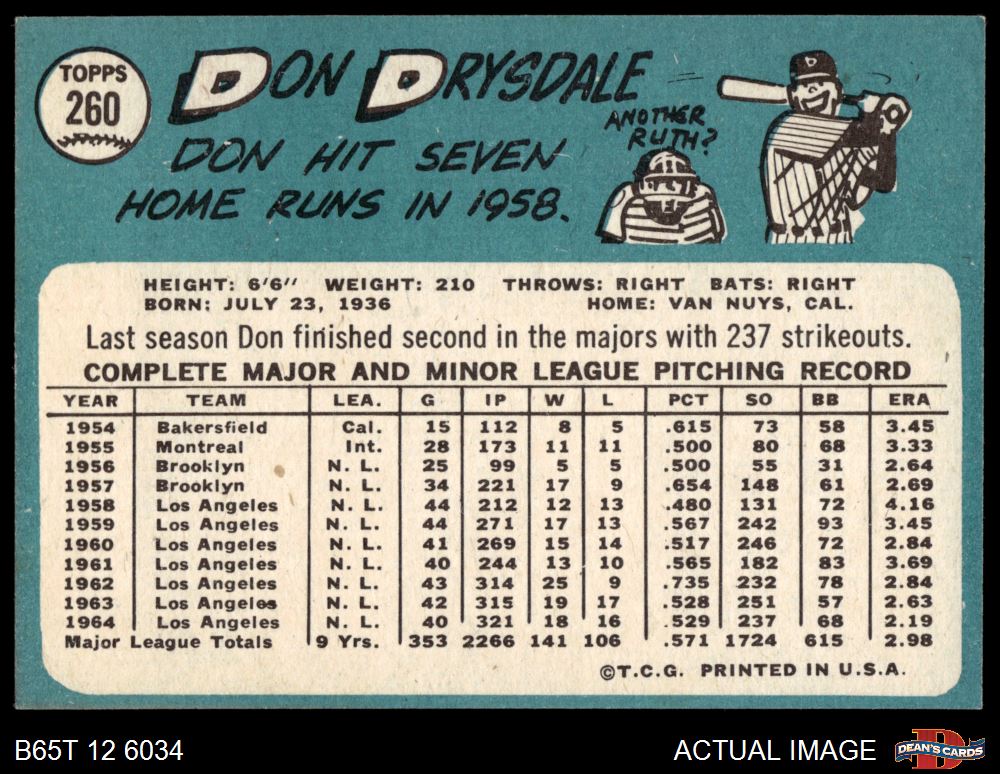 TOPPS
260
DON DRYSDALE
DON HIT SEVEN
HOME RUNS IN 1958.
ANOTHER
RUTH?
HEIGHT: 6'6" WEIGHT: 210 THROWS: RIGHT BATS: RIGHT
BORN: JULY 23, 1936 HOME: VAN NUYS, CAL.
Last season Don finished second in the majors with 237 strikeouts.
COMPLETE MAJOR AND MINOR LEAGUE PITCHING RECORD
YEAR TEAM LEA. G IP W L PCT SO BB ERA
1954 Bakersfield Cal. 15 112 8 5 .615 73 58 3.45
1955 Montreal Int. 28 173 11 11 .500 80 68 3.33
1956 Brooklyn N. L. 25 99 5 5 .500 55 31 2.64
1957 Brooklyn N. L. 34 221 17 9 .654 148 61 2.69
1958 Los Angeles N. L. 44 212 12 13 .480 131 72 4.16
1959 Los Angeles N. L. 44 271 17 13 .567 242 93 3.45
1960 Los Angeles N. L. 41 269 15 14 .517 246 72 2.84
1961 Los Angeles N. L. 40 244 13 10 .565 182 83 3.69
1962 Los Angeles N. L. 43 314 25 9 .735 232 78 2.84
1963 Los Angeles N. L. 42 315 19 17 .528 251 57 2.63
1964 Los Angeles N. L. 40 321 18 16 .529 237 68 2.19
Major League Totals 9 Yrs. 353 2266 141 106 .571 1724 615 2.98
©T.C.G. PRINTED IN U.S.A.
B65T 12 6034 ACTUAL IMAGE DEAN'S CARDS